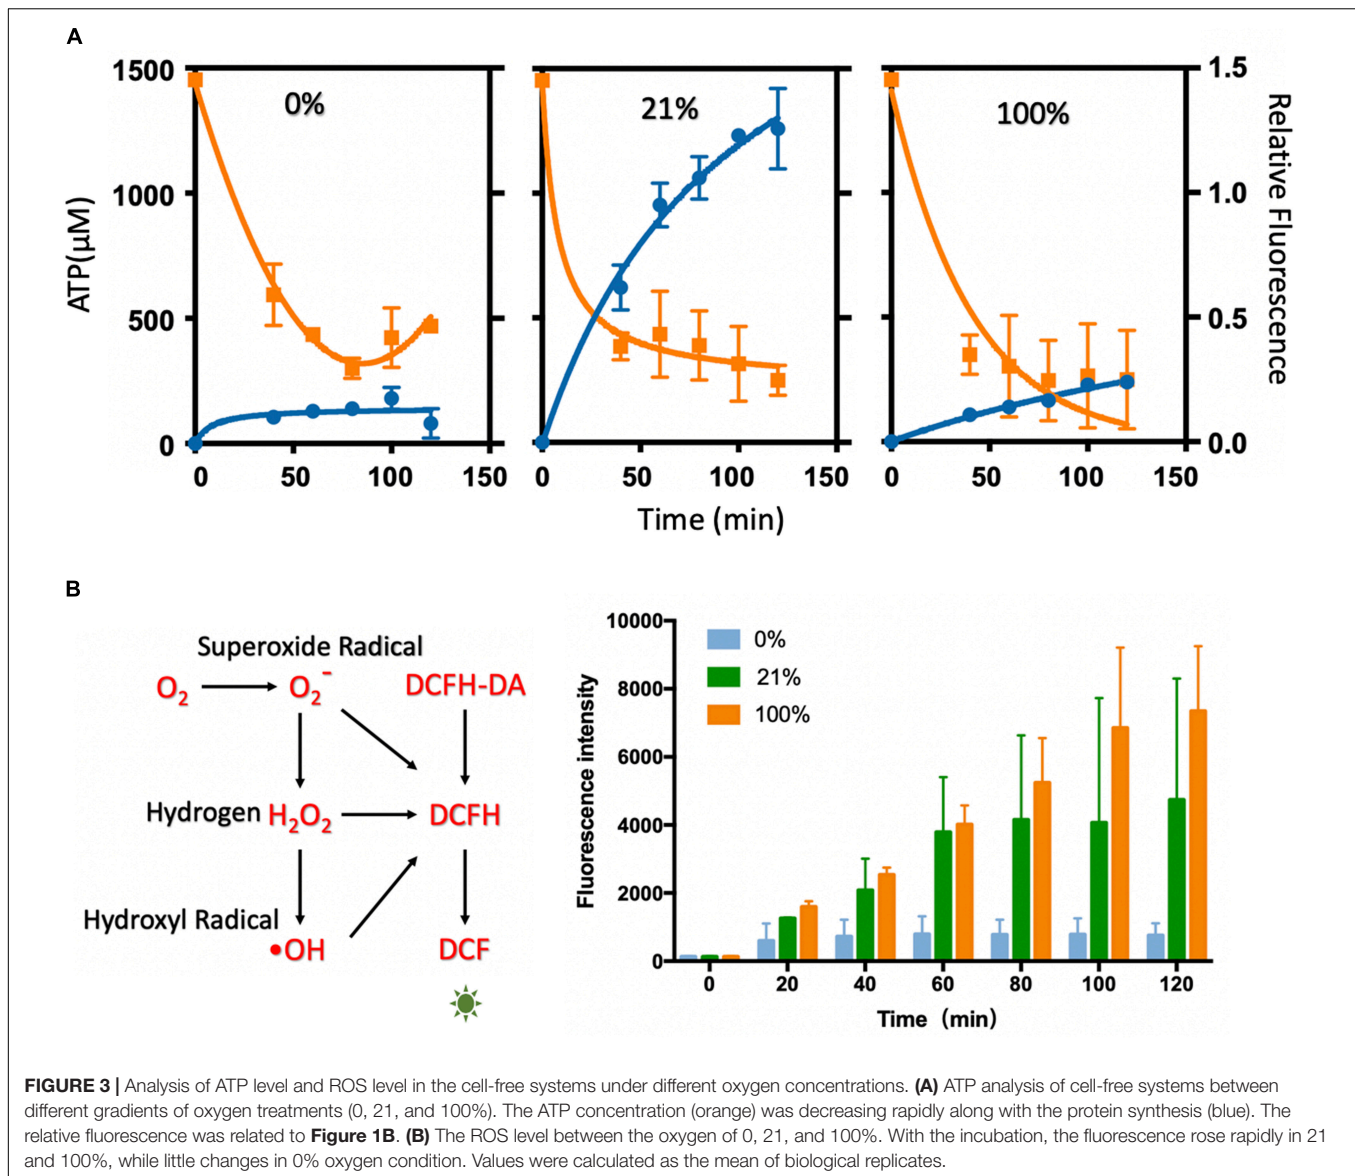 A
1500
1000
500
0
ATP(μM)
0%
21%
100%
1.5
1.0
0.5
0.0
Relative Fluorescence
0 50 100 150
0 50 100 150
0 50 100 150
Time (min)
B
Superoxide Radical
O₂ O₂⁻ DCFH-DA
Hydrogen H₂O₂ DCFH
Hydroxyl Radical
•OH DCF
Fluorescence intensity
10000
8000
6000
4000
2000
0
0%
21%
100%
0 20 40 60 80 100 120
Time (min)
FIGURE 3 | Analysis of ATP level and ROS level in the cell-free systems under different oxygen concentrations. (A) ATP analysis of cell-free systems between
different gradients of oxygen treatments (0, 21, and 100%). The ATP concentration (orange) was decreasing rapidly along with the protein synthesis (blue). The
relative fluorescence was related to Figure 1B. (B) The ROS level between the oxygen of 0, 21, and 100%. With the incubation, the fluorescence rose rapidly in 21
and 100%, while little changes in 0% oxygen condition. Values were calculated as the mean of biological replicates.